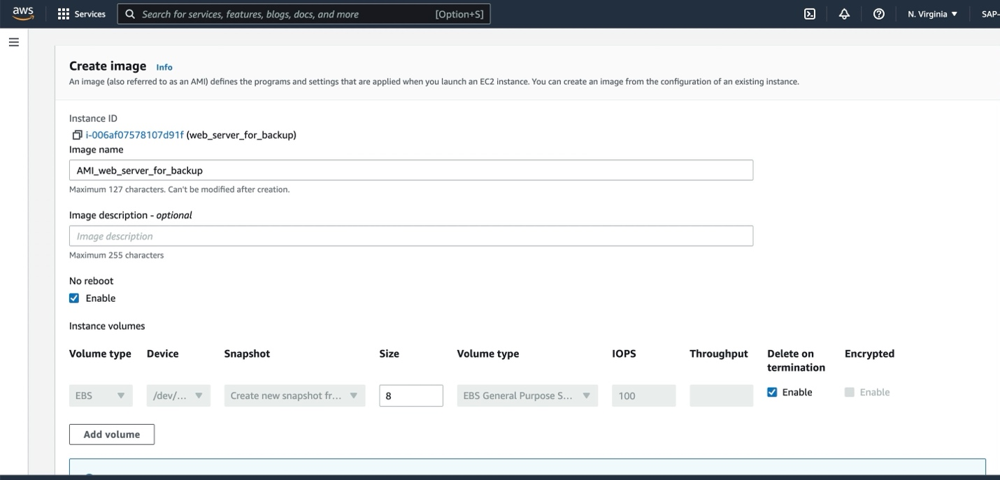 aws Services Search for services, features, blogs, docs, and more [Option+S] N. Virginia SAP-
Create image Info
An image (also referred to as an AMI) defines the programs and settings that are applied when you launch an EC2 instance. You can create an image from the configuration of an existing instance.
Instance ID
i-006af07578107d91f (web_server_for_backup)
Image name
AMI_web_server_for_backup
Maximum 127 characters. Can't be modified after creation.
Image description - optional
Image description
Maximum 255 characters
No reboot
Enable
Instance volumes
Volume type Device Snapshot Size Volume type IOPS Throughput Delete on termination Encrypted
EBS /dev/... Create new snapshot fr... 8 EBS General Purpose S... 100 Enable Enable
Add volume